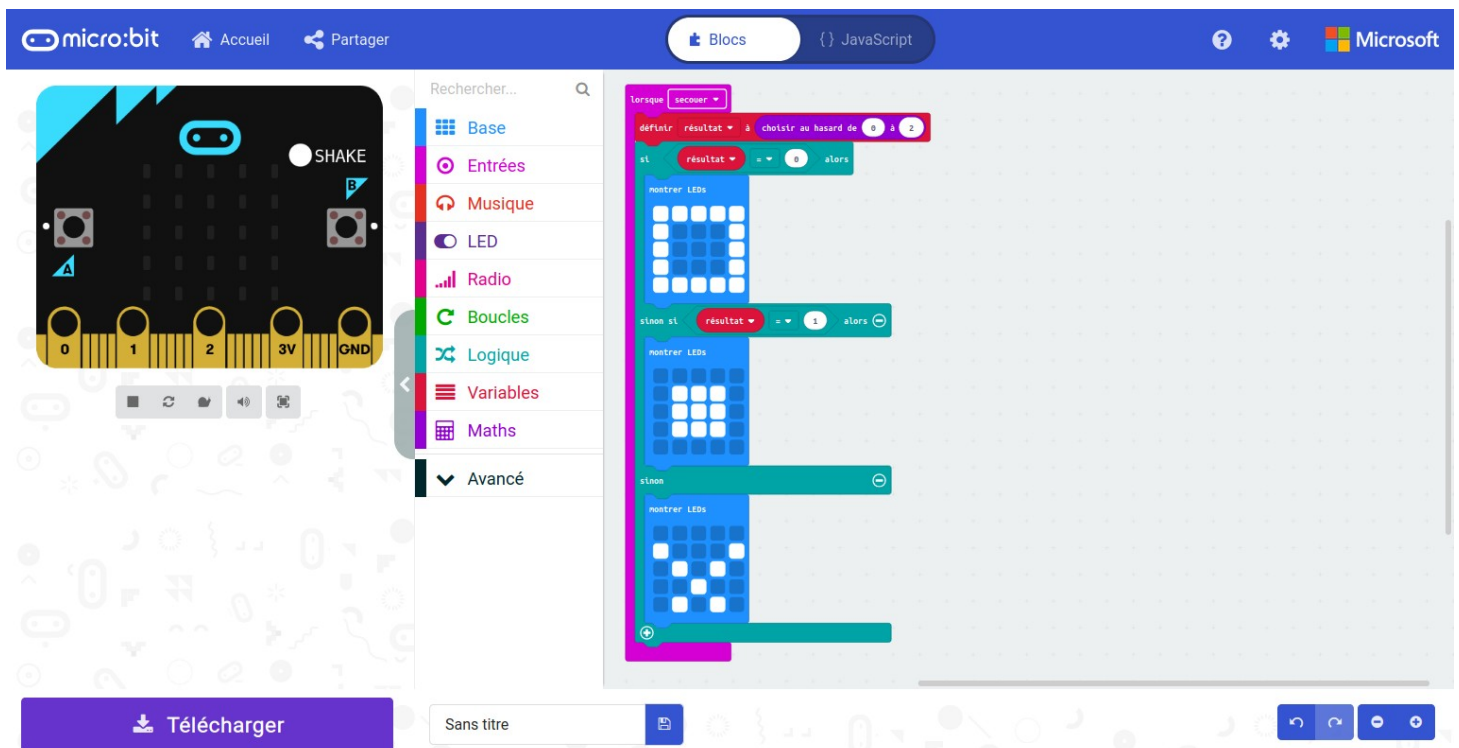 micro:bit Accueil Partager Blocs {} JavaScript Microsoft
SHAKE
B
A
0 1 2 3V GND
Rechercher...
Base
Entrées
Musique
LED
Radio
Boucles
Logique
Variables
Maths
Avancé
lorsque secouer
définir résultat à choisir au hasard de 0 à 2
si résultat = 0 alors
montrer LEDs
sinon si résultat = 1 alors
montrer LEDs
sinon
montrer LEDs
Télécharger
Sans titre